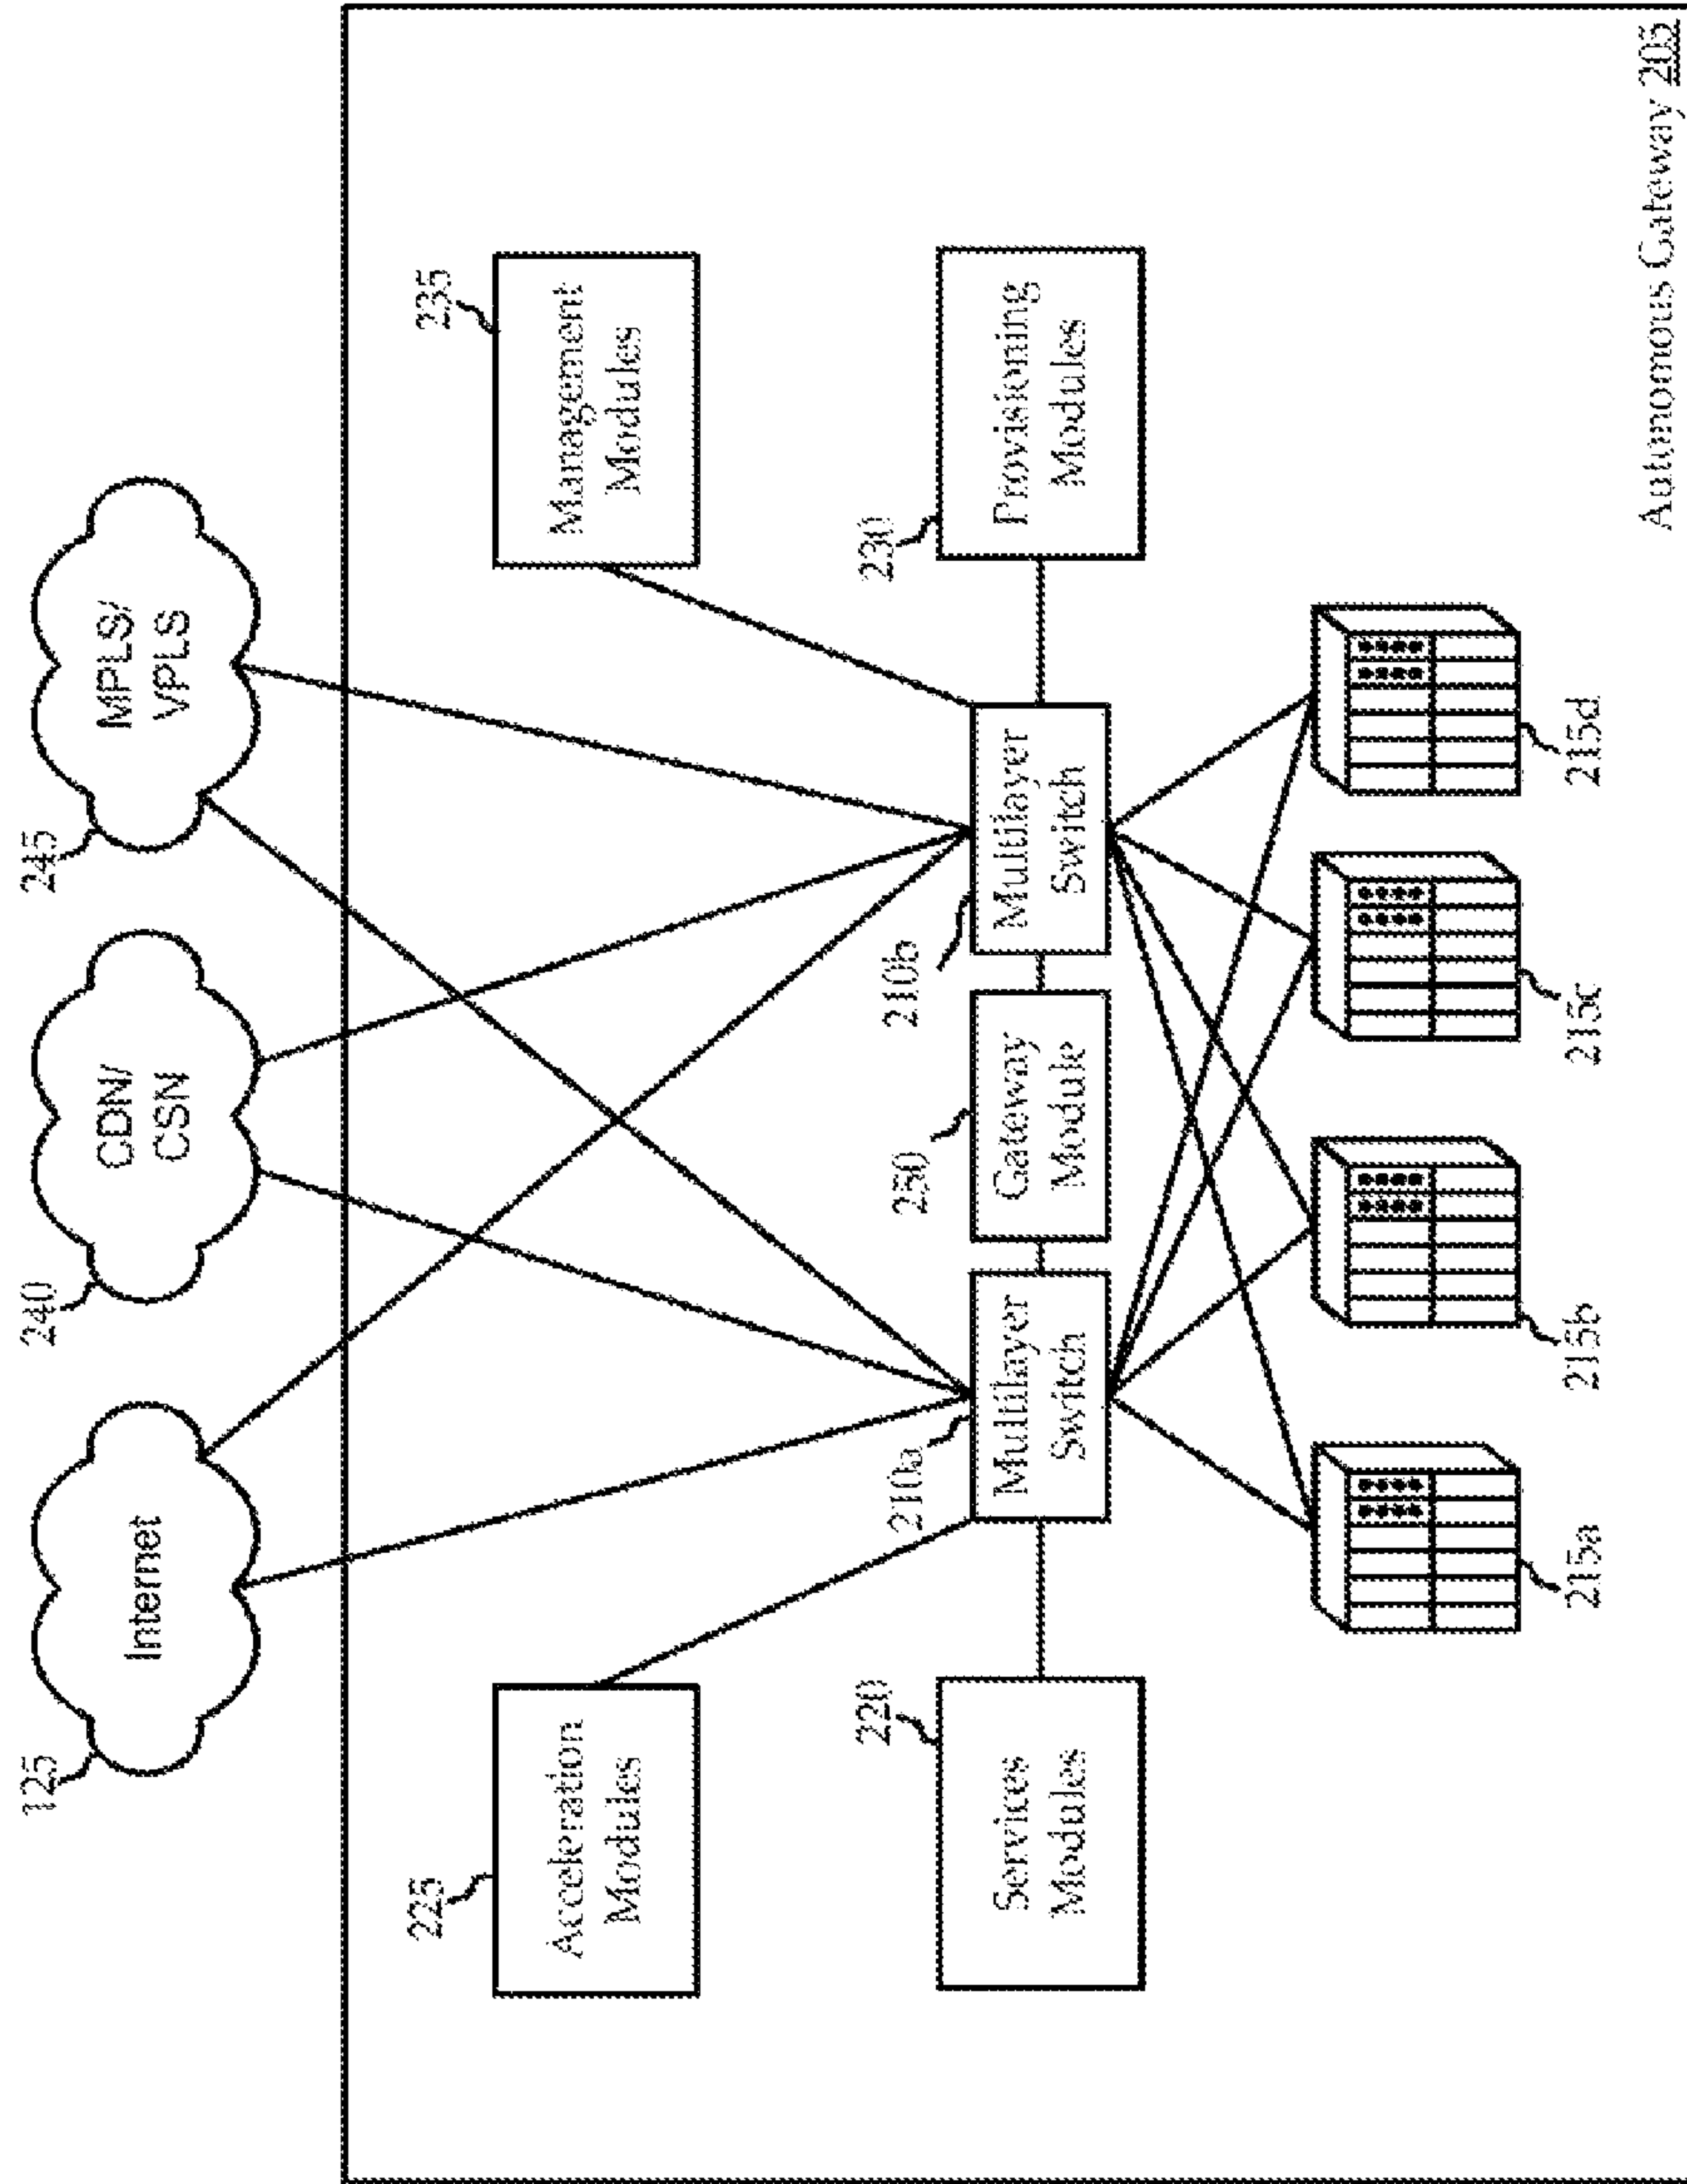 125
Internet
240
CDN/
CSN
245
MPLS/
VPLS
225
Acceleration
Modules
235
Management
Modules
220
Services
Modules
210a
Multilayer
Switch
250
Gateway
Module
210b
Multilayer
Switch
230
Provisioning
Modules
215a
215b
215c
215d
Autonomous Gateway 205